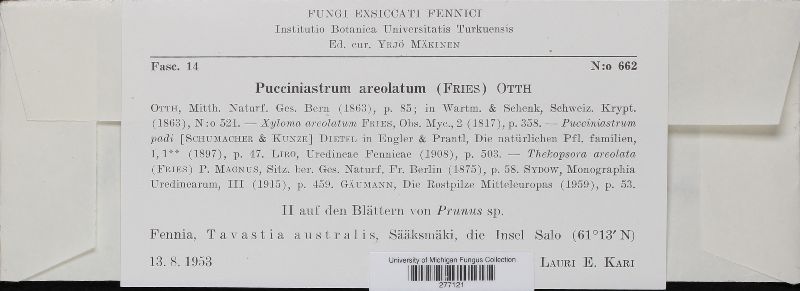 FUNGI EXSICCATI FENNICI
Institutio Botanica Universitatis Turkuensis
Ed. cur. YRJÖ MÄKINEN
Fasc. 14 N:o 662
Pucciniastrum areolatum (FRIES) OTTH
OTTH, Mitth. Naturf. Ges. Bern (1863), p. 85; in Wartm. & Schenk, Schweiz. Krypt.
(1863), N:o 521. — Xyloma areolatum FRIES, Obs. Myc., 2 (1817), p. 358. — Pucciniastrum
padi [SCHUMACHER & KUNZE] DIETEL in Engler & Prantl, Die natürlichen Pfl. familien,
1, 1** (1897), p. 47. LIRO, Uredineae Fennicae (1908), p. 503. — Thekopsora areolata
(FRIES) P. MAGNUS, Sitz. ber. Ges. Naturf. Fr. Berlin (1875), p. 58. SYDOW, Monographia
Uredinearum, III (1915), p. 459. GÄUMANN, Die Rostpilze Mitteleuropas (1959), p. 53.
II auf den Blättern von Prunus sp.
Fennia, Tavastia australis, Sääksmäki, die Insel Salo (61°13′ N)
13. 8. 1953 LAURI E. KARI
University of Michigan Fungus Collection
277121